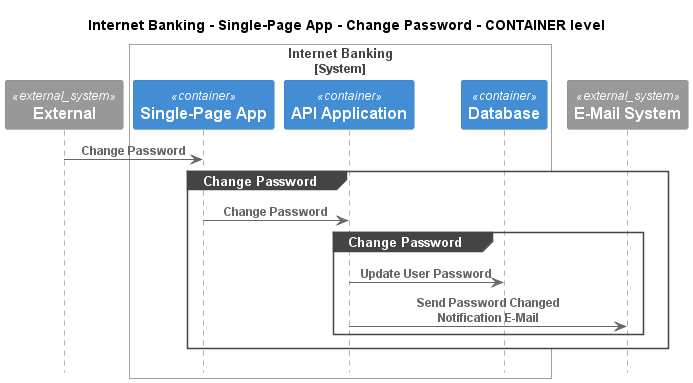 Internet Banking - Single-Page App - Change Password - CONTAINER level
Internet Banking
[System]
«external_system»
External
«container»
Single-Page App
«container»
API Application
«container»
Database
«external_system»
E-Mail System
Change Password
Change Password
Change Password
Change Password
Update User Password
Send Password Changed
Notification E-Mail